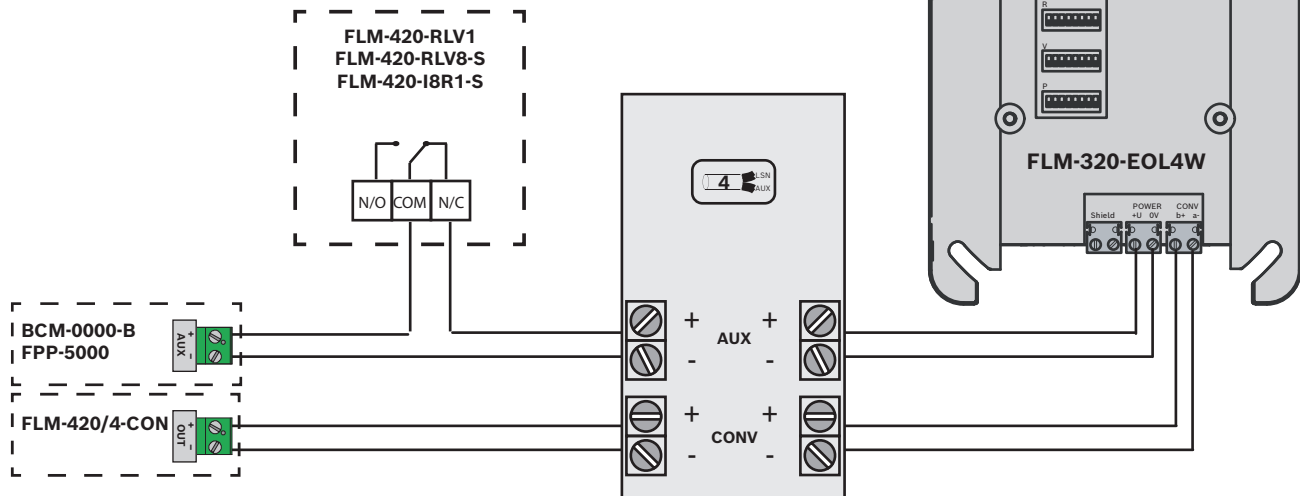 FLM-420-RLV1
FLM-420-RLV8-S
FLM-420-I8R1-S
N/O COM N/C
BCM-0000-B
FPP-5000
+ AUX -
FLM-420/4-CON
+ OUT -
4 LSN
AUX
+ +
AUX
- -
+ +
CONV
- -
R
V
P
FLM-320-EOL4W
POWER CONV
Shield +U 0V b+ a-